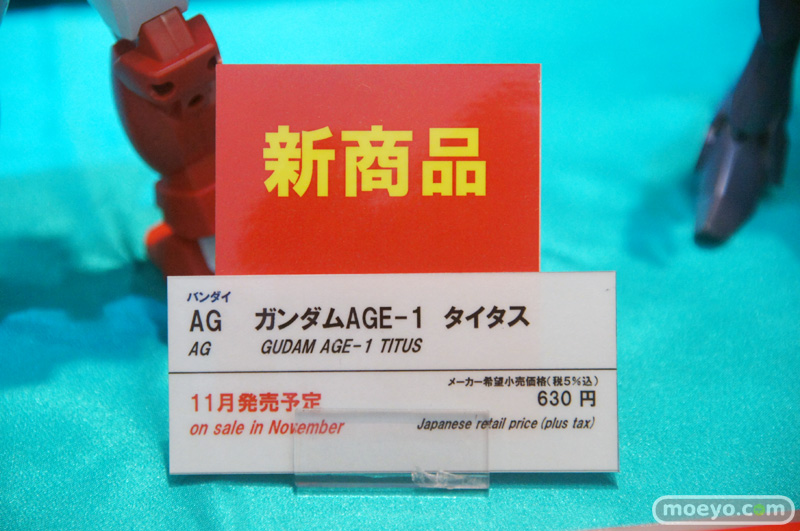 新商品
バンダイ
AG ガンダムAGE-1 タイタス
AG GUDAM AGE-1 TITUS
メーカー希望小売価格(税5%込)
11月発売予定 630 円
on sale in November Japanese retail price (plus tax)
moeyo.com